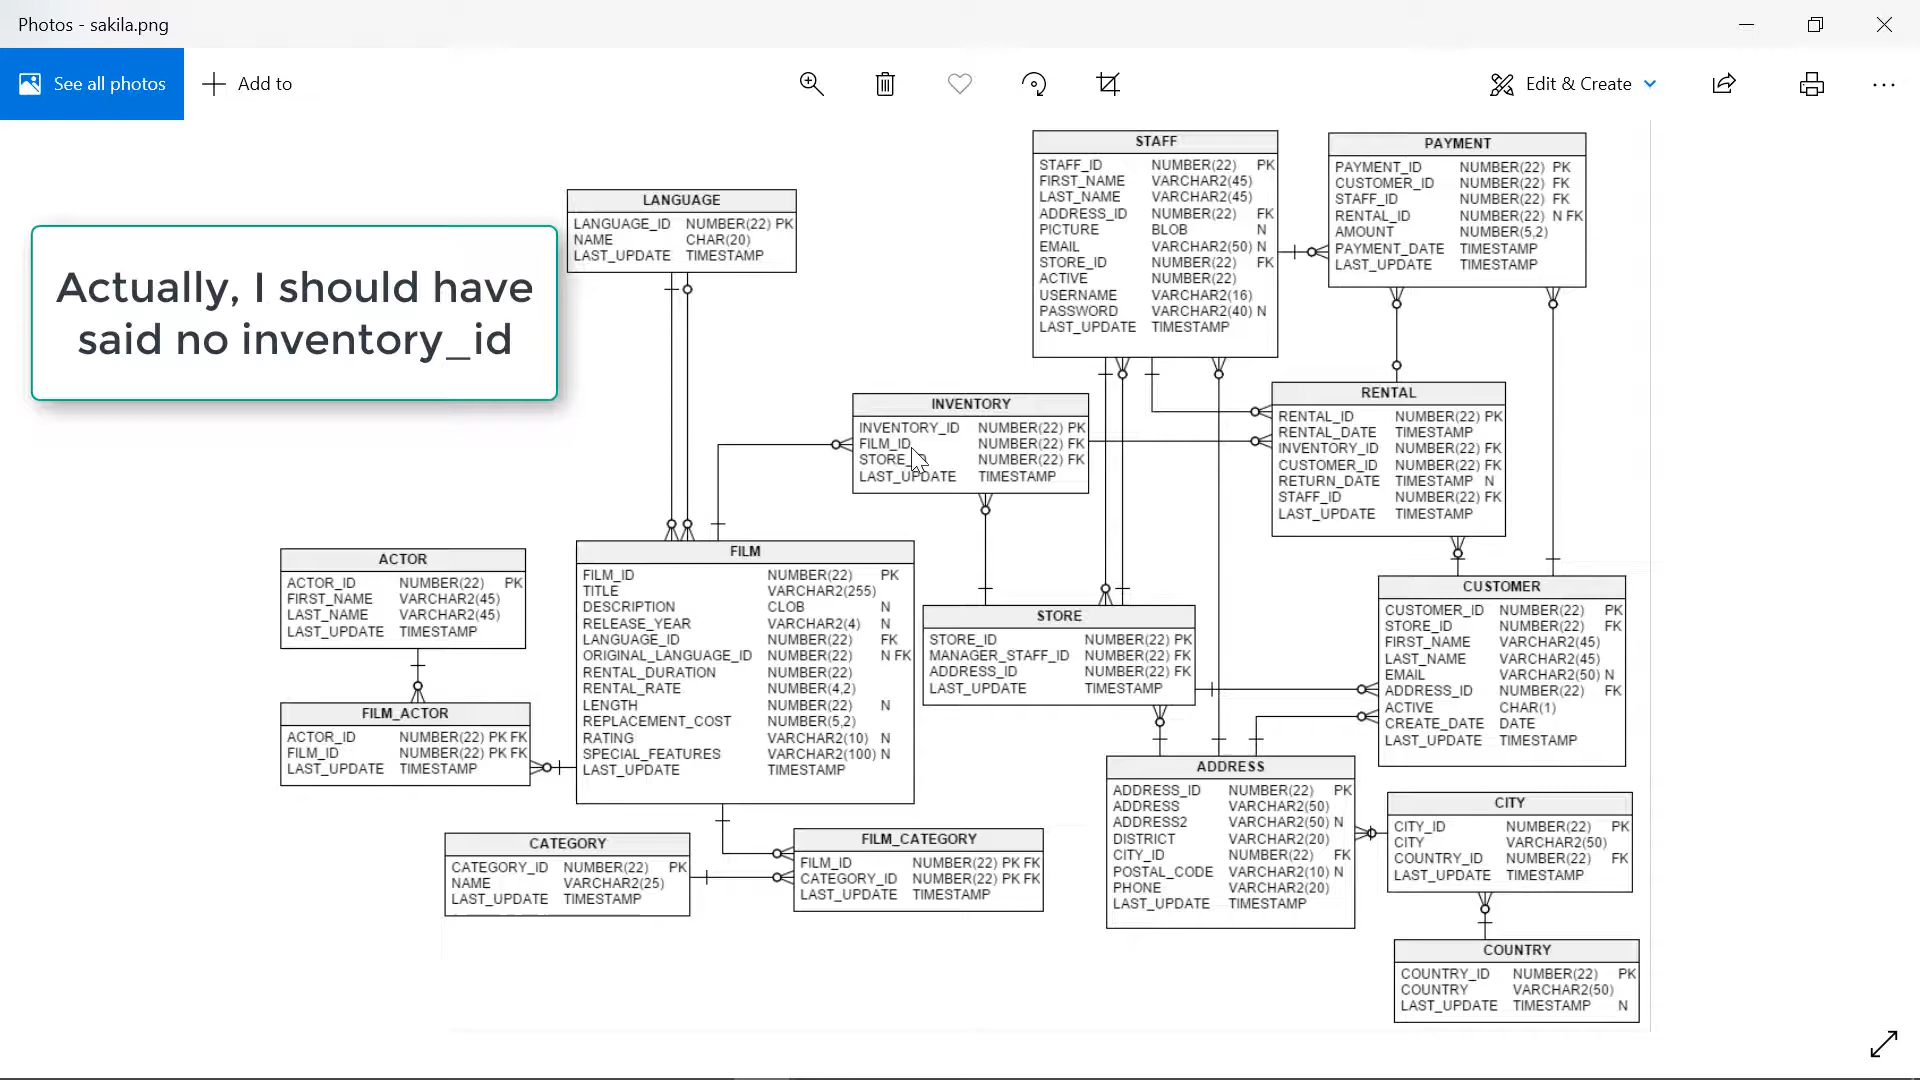 Photos - sakila.png
See all photos
Add to
Edit & Create
Actually, I should have
said no inventory_id
LANGUAGE
LANGUAGE_ID NUMBER(22) PK
NAME CHAR(20)
LAST_UPDATE TIMESTAMP
STAFF
STAFF_ID NUMBER(22) PK
FIRST_NAME VARCHAR2(45)
LAST_NAME VARCHAR2(45)
ADDRESS_ID NUMBER(22) FK
PICTURE BLOB N
EMAIL VARCHAR2(50) N
STORE_ID NUMBER(22) FK
ACTIVE NUMBER(22)
USERNAME VARCHAR2(16)
PASSWORD VARCHAR2(40) N
LAST_UPDATE TIMESTAMP
PAYMENT
PAYMENT_ID NUMBER(22) PK
CUSTOMER_ID NUMBER(22) FK
STAFF_ID NUMBER(22) FK
RENTAL_ID NUMBER(22) N FK
AMOUNT NUMBER(5,2)
PAYMENT_DATE TIMESTAMP
LAST_UPDATE TIMESTAMP
INVENTORY
INVENTORY_ID NUMBER(22) PK
FILM_ID NUMBER(22) FK
NUMBER(22) FK
LAST_UPDATE TIMESTAMP
RENTAL
RENTAL_ID NUMBER(22) PK
RENTAL_DATE TIMESTAMP
INVENTORY_ID NUMBER(22) FK
CUSTOMER_ID NUMBER(22) FK
RETURN_DATE TIMESTAMP N
STAFF_ID NUMBER(22) FK
LAST_UPDATE TIMESTAMP
ACTOR
ACTOR_ID NUMBER(22) PK
FIRST_NAME VARCHAR2(45)
LAST_NAME VARCHAR2(45)
LAST_UPDATE TIMESTAMP
FILM
FILM_ID NUMBER(22) PK
TITLE VARCHAR2(255)
DESCRIPTION CLOB N
RELEASE_YEAR VARCHAR2(4) N
LANGUAGE_ID NUMBER(22) FK
ORIGINAL_LANGUAGE_ID NUMBER(22) N FK
RENTAL_DURATION NUMBER(22)
RENTAL_RATE NUMBER(4,2)
LENGTH NUMBER(22) N
REPLACEMENT_COST NUMBER(5,2)
RATING VARCHAR2(10) N
SPECIAL_FEATURES VARCHAR2(100) N
LAST_UPDATE TIMESTAMP
STORE
STORE_ID NUMBER(22) PK
MANAGER_STAFF_ID NUMBER(22) FK
ADDRESS_ID NUMBER(22) FK
LAST_UPDATE TIMESTAMP
CUSTOMER
CUSTOMER_ID NUMBER(22) PK
STORE_ID NUMBER(22) FK
FIRST_NAME VARCHAR2(45)
LAST_NAME VARCHAR2(45)
EMAIL VARCHAR2(50) N
ADDRESS_ID NUMBER(22) FK
ACTIVE CHAR(1)
CREATE_DATE DATE
LAST_UPDATE TIMESTAMP
FILM_ACTOR
ACTOR_ID NUMBER(22) PK FK
FILM_ID NUMBER(22) PK FK
LAST_UPDATE TIMESTAMP
CATEGORY
CATEGORY_ID NUMBER(22) PK
NAME VARCHAR2(25)
LAST_UPDATE TIMESTAMP
FILM_CATEGORY
FILM_ID NUMBER(22) PK FK
CATEGORY_ID NUMBER(22) PK FK
LAST_UPDATE TIMESTAMP
ADDRESS
ADDRESS_ID NUMBER(22) PK
ADDRESS VARCHAR2(50)
ADDRESS2 VARCHAR2(50) N
DISTRICT VARCHAR2(20)
CITY_ID NUMBER(22) FK
POSTAL_CODE VARCHAR2(10) N
PHONE VARCHAR2(20)
LAST_UPDATE TIMESTAMP
CITY
CITY_ID NUMBER(22) PK
CITY VARCHAR2(50)
COUNTRY_ID NUMBER(22) FK
LAST_UPDATE TIMESTAMP
COUNTRY
COUNTRY_ID NUMBER(22) PK
COUNTRY VARCHAR2(50)
LAST_UPDATE TIMESTAMP N